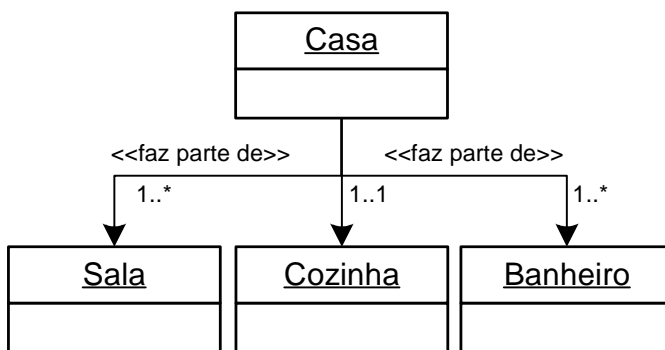 Casa
<<faz parte de>> <<faz parte de>>
1..* 1..1 1..*
Sala Cozinha Banheiro